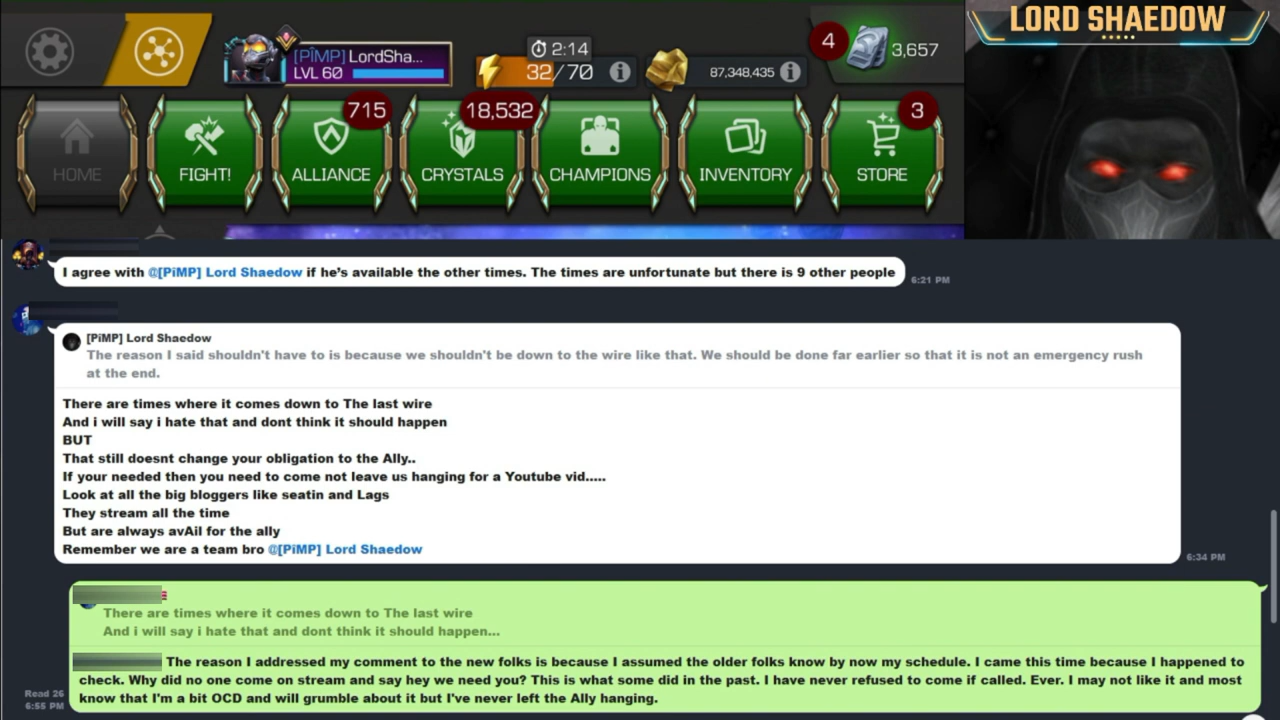 LORD SHAEDOW
[PÎMP] LordSha...
LVL 60
2:14
32/70
87,348,435
4
3,657
HOME
FIGHT!
715
ALLIANCE
18,532
CRYSTALS
CHAMPIONS
INVENTORY
3
STORE
I agree with @[PiMP] Lord Shaedow if he's available the other times. The times are unfortunate but there is 9 other people
6:21 PM
[PiMP] Lord Shaedow
The reason I said shouldn't have to is because we shouldn't be down to the wire like that. We should be done far earlier so that it is not an emergency rush
at the end.
There are times where it comes down to The last wire
And i will say i hate that and dont think it should happen
BUT
That still doesnt change your obligation to the Ally..
If your needed then you need to come not leave us hanging for a Youtube vid.....
Look at all the big bloggers like seatin and Lags
They stream all the time
But are always avAil for the ally
Remember we are a team bro @[PiMP] Lord Shaedow
6:34 PM
There are times where it comes down to The last wire
And i will say i hate that and dont think it should happen...
The reason I addressed my comment to the new folks is because I assumed the older folks know by now my schedule. I came this time because I happened to
check. Why did no one come on stream and say hey we need you? This is what some did in the past. I have never refused to come if called. Ever. I may not like it and most
know that I'm a bit OCD and will grumble about it but I've never left the Ally hanging.
Read 26
6:55 PM